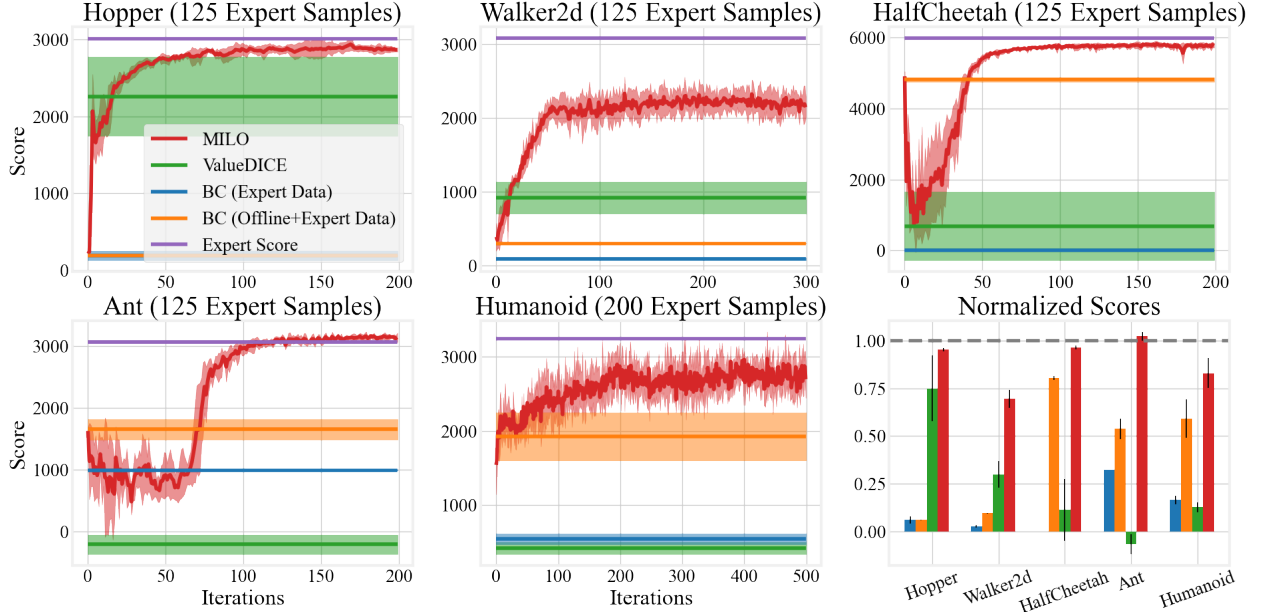 Hopper (125 Expert Samples)
Score
3000
2000
1000
0
0 50 100 150 200
MILO
ValueDICE
BC (Expert Data)
BC (Offline+Expert Data)
Expert Score
Walker2d (125 Expert Samples)
3000
2000
1000
0
0 100 200 300
HalfCheetah (125 Expert Samples)
6000
4000
2000
0
0 50 100 150 200
Ant (125 Expert Samples)
Score
3000
2000
1000
0
0 50 100 150 200
Iterations
Humanoid (200 Expert Samples)
3000
2000
1000
0 100 200 300 400 500
Iterations
Normalized Scores
1.00
0.75
0.50
0.25
0.00
Hopper Walker2d HalfCheetah Ant Humanoid